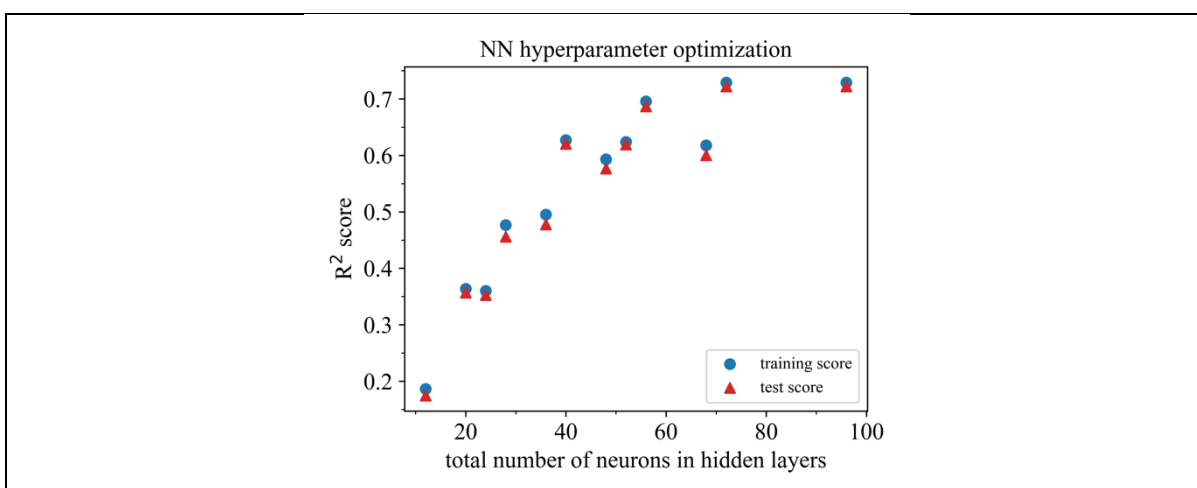 NN hyperparameter optimization
R² score
0.7
0.6
0.5
0.4
0.3
0.2
training score
test score
20 40 60 80 100
total number of neurons in hidden layers